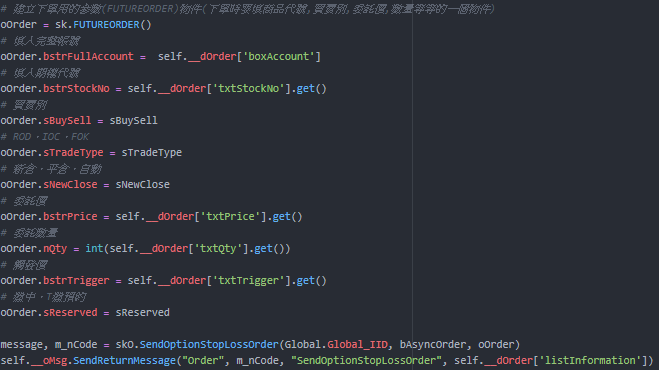 # 建立下單用的參數(FUTUREORDER)物件(下單時要填商品代號,買賣別,委託價,數量等等的一個物件)
oOrder = sk.FUTUREORDER()
# 填入完整帳號
oOrder.bstrFullAccount =  self.__dOrder['boxAccount']
# 填入期權代號
oOrder.bstrStockNo = self.__dOrder['txtStockNo'].get()
# 買賣別
oOrder.sBuySell = sBuySell
# ROD、IOC、FOK
oOrder.sTradeType = sTradeType
# 新倉、平倉、自動
oOrder.sNewClose = sNewClose
# 委託價
oOrder.bstrPrice = self.__dOrder['txtPrice'].get()
# 委託數量
oOrder.nQty = int(self.__dOrder['txtQty'].get())
# 觸發價
oOrder.bstrTrigger = self.__dOrder['txtTrigger'].get()
# 盤中、T盤預約
oOrder.sReserved = sReserved
message, m_nCode = skO.SendOptionStopLossOrder(Global.Global_IID, bAsyncOrder, oOrder)
self.__oMsg.SendReturnMessage("Order", m_nCode, "SendOptionStopLossOrder", self.__dOrder['listInformation'])